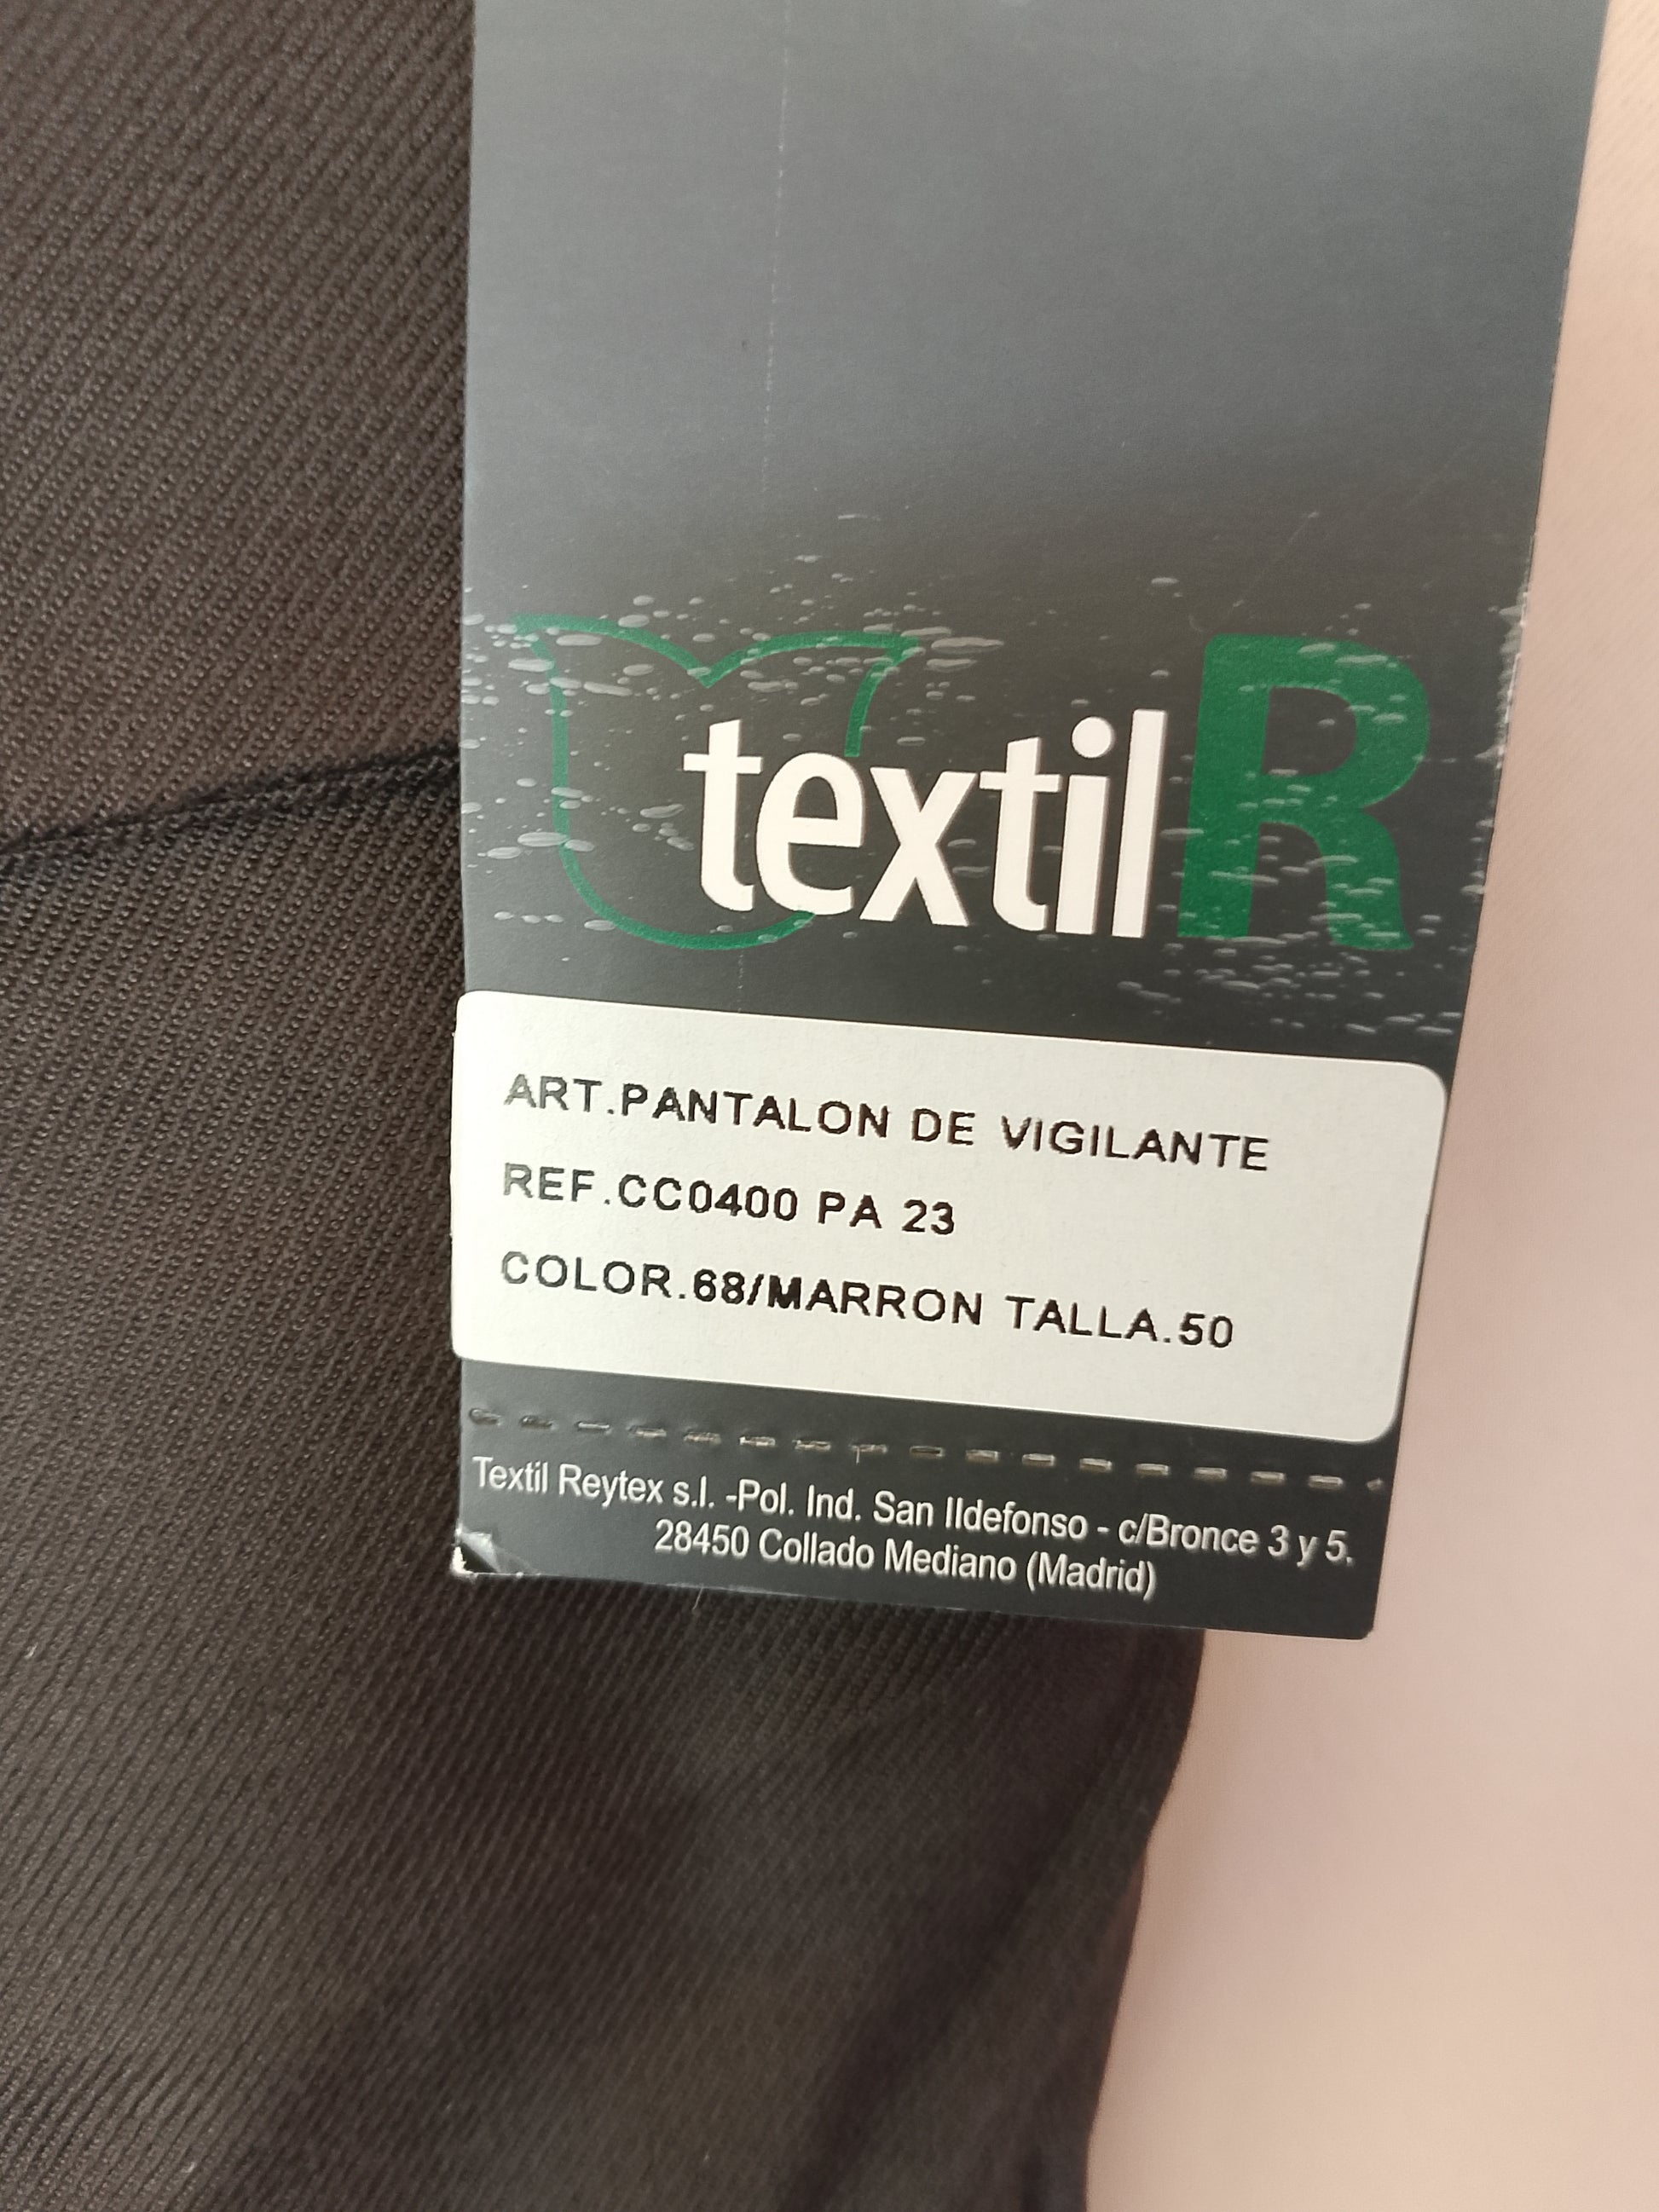 textilR
ART.PANTALON DE VIGILANTE
REF.CC0400 PA 23
COLOR.68/MARRON TALLA.50
Textil Reytex s.l. -Pol. Ind. San Ildefonso - c/Bronce 3 y 5.
28450 Collado Mediano (Madrid)